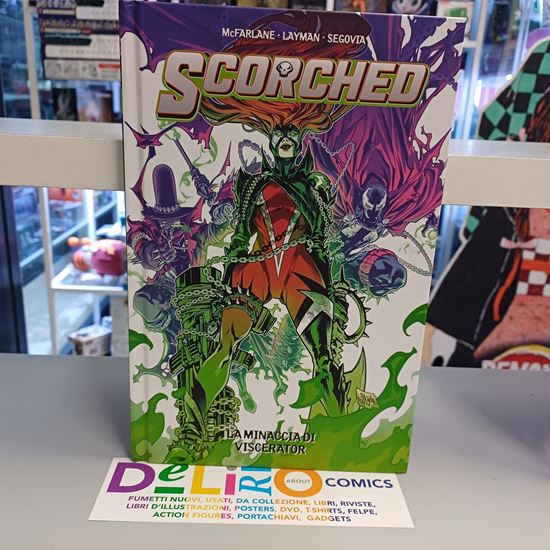 McFARLANE • LAYMAN • SEGOVIA
SCORCHED
LA MINACCIA DI
VISCERATOR
DELIRIO ABOUT COMICS
FUMETTI NUOVI, USATI, DA COLLEZIONE, LIBRI, RIVISTE,
LIBRI D'ILLUSTRAZIONI, POSTERS, DVD, T-SHIRTS, FELPE,
ACTION FIGURES, PORTACHIAVI, GADGETS